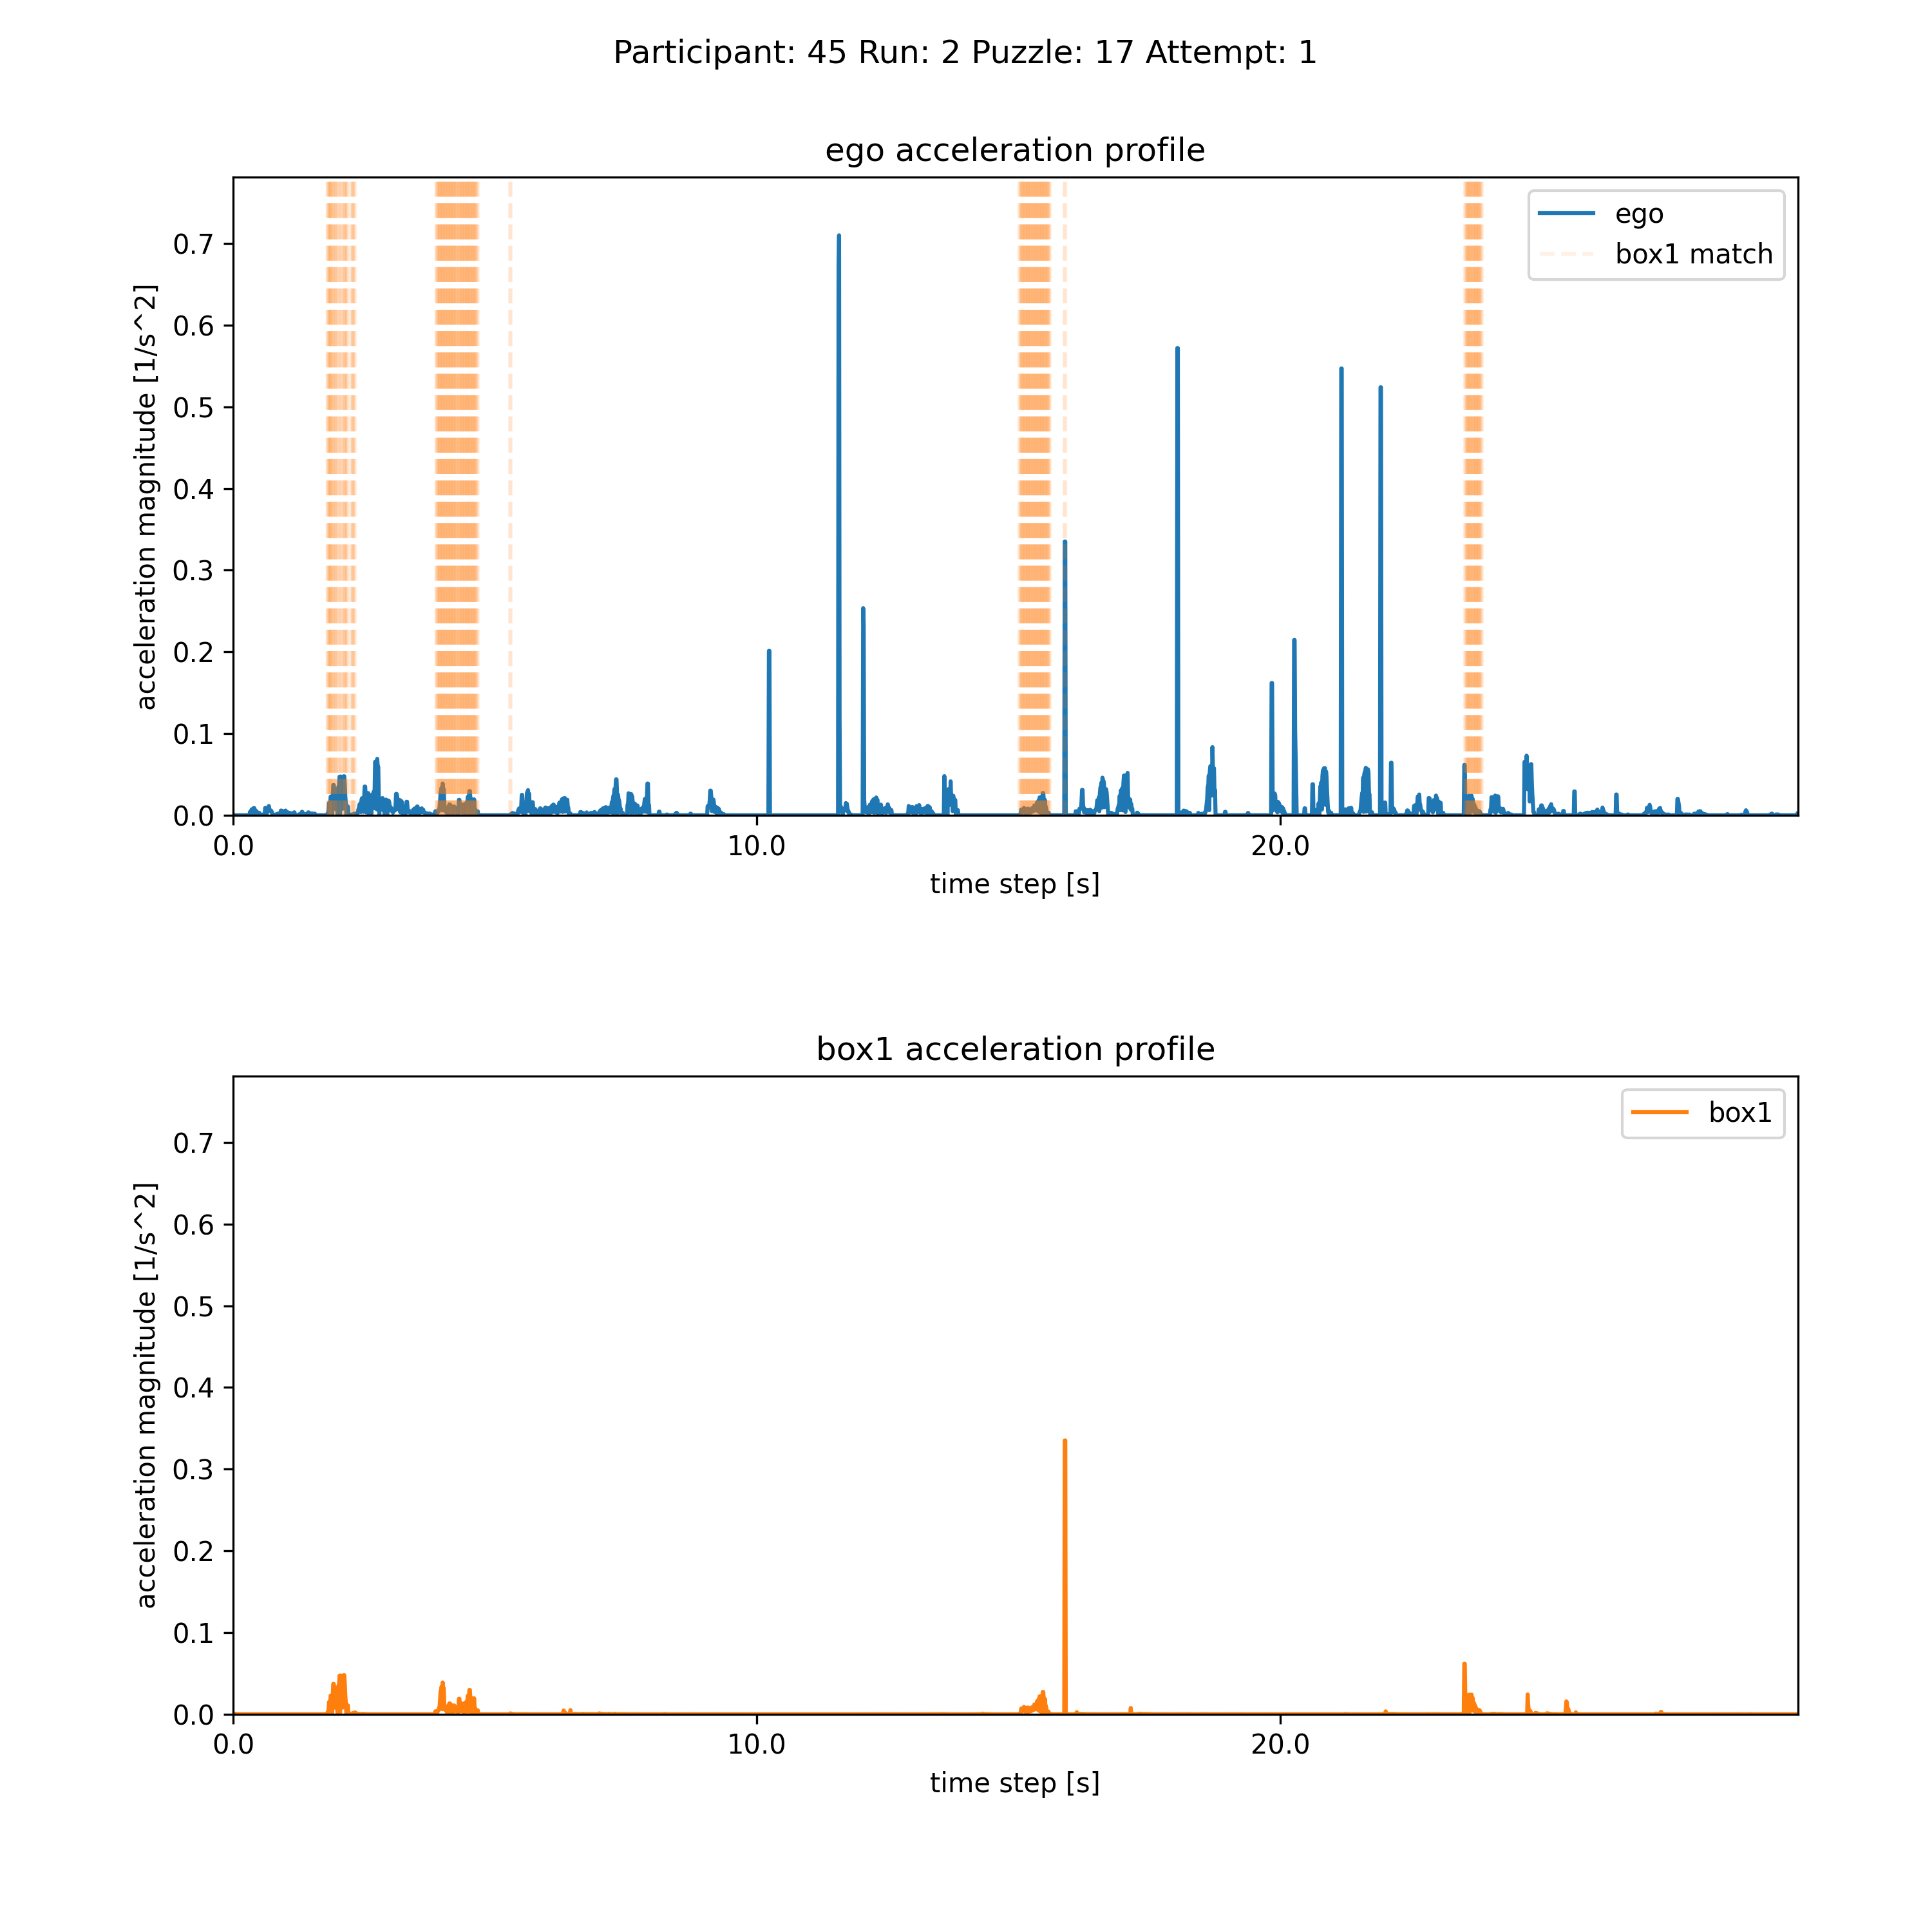 Participant: 45 Run: 2 Puzzle: 17 Attempt: 1
ego acceleration profile
ego
box1 match
acceleration magnitude [1/s^2]
0.7
0.6
0.5
0.4
0.3
0.2
0.1
0.0
0.0 10.0 20.0
time step [s]
box1 acceleration profile
box1
acceleration magnitude [1/s^2]
0.7
0.6
0.5
0.4
0.3
0.2
0.1
0.0
0.0 10.0 20.0
time step [s]